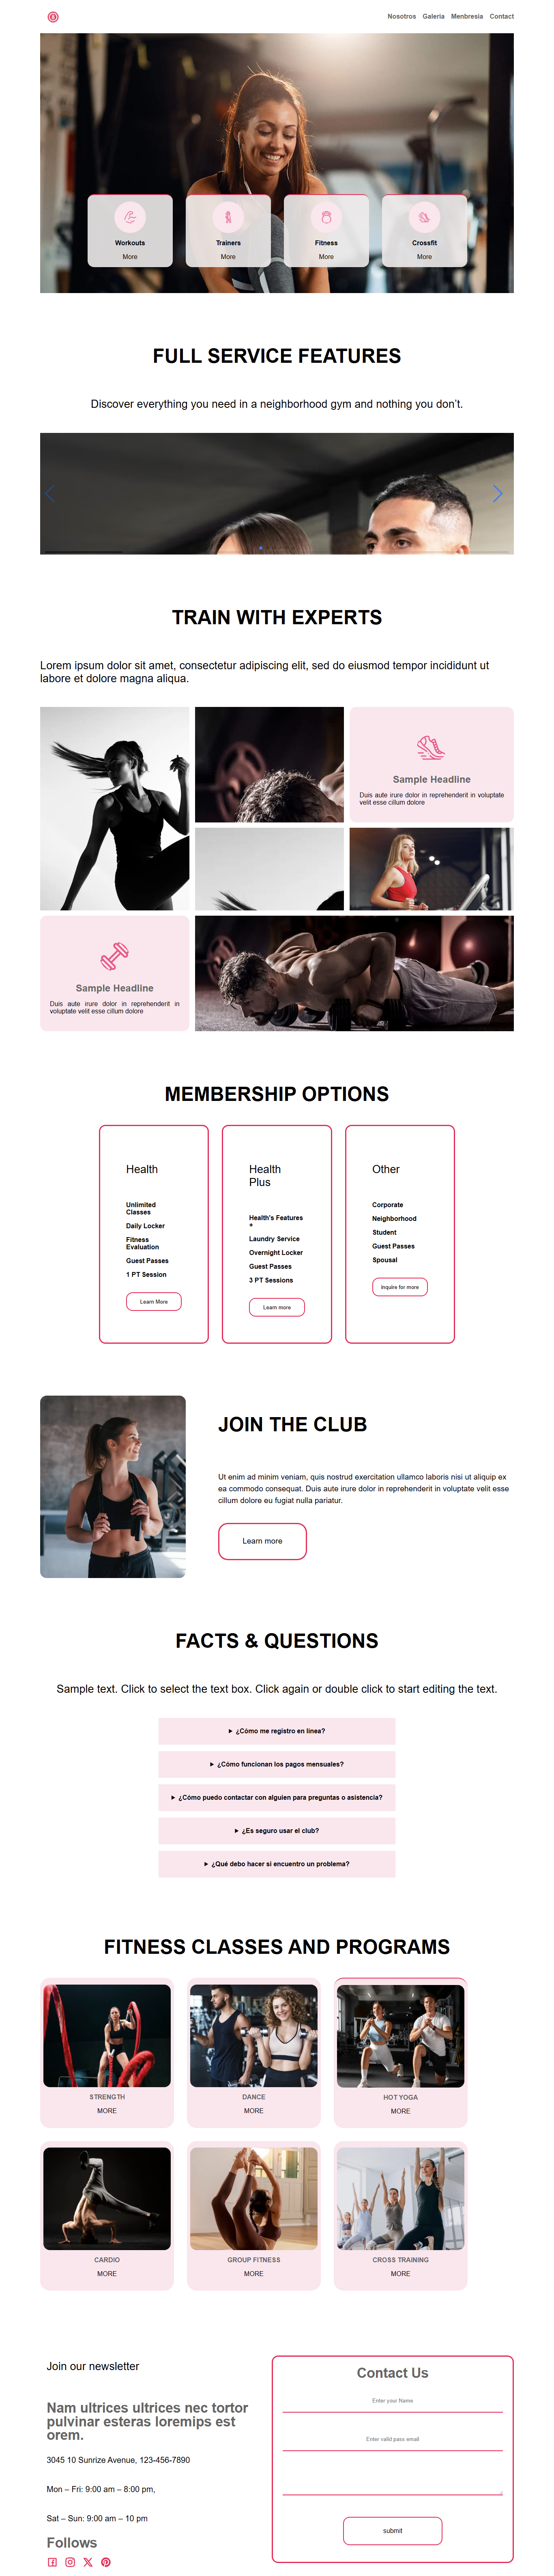 Nosotros Galeria Menbresia Contact
Workouts
More
Trainers
More
Fitness
More
Crossfit
More
FULL SERVICE FEATURES
Discover everything you need in a neighborhood gym and nothing you don't.
TRAIN WITH EXPERTS
Lorem ipsum dolor sit amet, consectetur adipiscing elit, sed do eiusmod tempor incididunt ut
labore et dolore magna aliqua.
Sample Headline
Duis aute irure dolor in reprehenderit in voluptate
velit esse cillum dolore
Sample Headline
Duis aute irure dolor in reprehenderit in
voluptate velit esse cillum dolore
MEMBERSHIP OPTIONS
Health
Unlimited
Classes
Daily Locker
Fitness
Evaluation
Guest Passes
1 PT Session
Learn More
Health
Plus
Health's Features
+
Laundry Service
Overnight Locker
Guest Passes
3 PT Sessions
Learn more
Other
Corporate
Neighborhood
Student
Guest Passes
Spousal
Inquire for more
JOIN THE CLUB
Ut enim ad minim veniam, quis nostrud exercitation ullamco laboris nisi ut aliquip ex
ea commodo consequat. Duis aute irure dolor in reprehenderit in voluptate velit esse
cillum dolore eu fugiat nulla pariatur.
Learn more
FACTS & QUESTIONS
Sample text. Click to select the text box. Click again or double click to start editing the text.
¿Cómo me registro en línea?
¿Cómo funcionan los pagos mensuales?
¿Cómo puedo contactar con alguien para preguntas o asistencia?
¿Es seguro usar el club?
¿Qué debo hacer si encuentro un problema?
FITNESS CLASSES AND PROGRAMS
STRENGTH
MORE
DANCE
MORE
HOT YOGA
MORE
CARDIO
MORE
GROUP FITNESS
MORE
CROSS TRAINING
MORE
Join our newsletter
Nam ultrices ultrices nec tortor
pulvinar esteras loremips est
orem.
3045 10 Sunrize Avenue, 123-456-7890
Mon – Fri: 9:00 am – 8:00 pm,
Sat – Sun: 9:00 am – 10 pm
Follows
Contact Us
Enter your Name
Enter valid pass email
submit